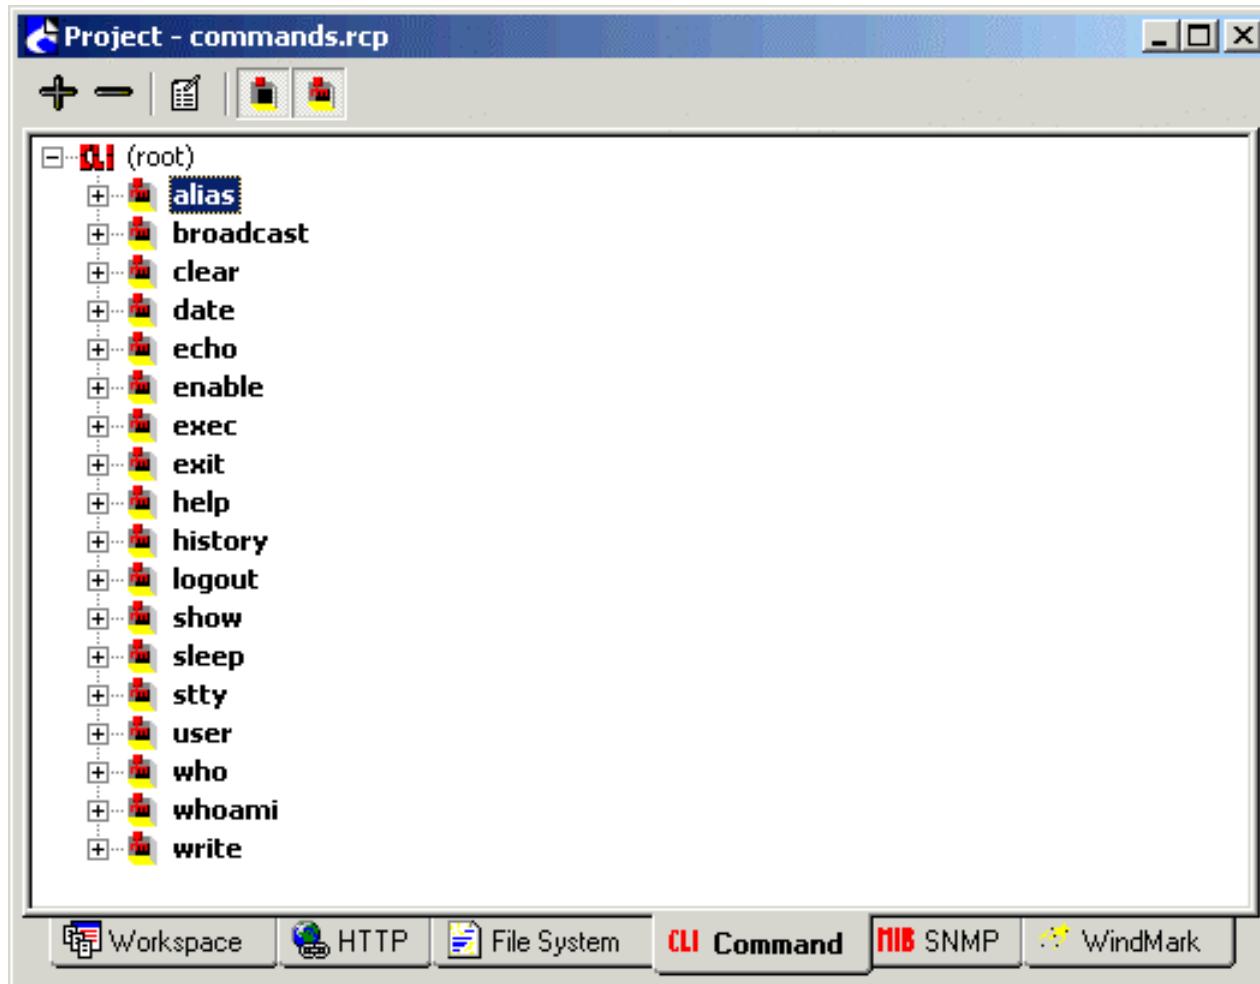 Project - commands.rcp
CLI (root)
alias
broadcast
clear
date
echo
enable
exec
exit
help
history
logout
show
sleep
stty
user
who
whoami
write
Workspace HTTP File System CLI Command MIB SNMP WindMark